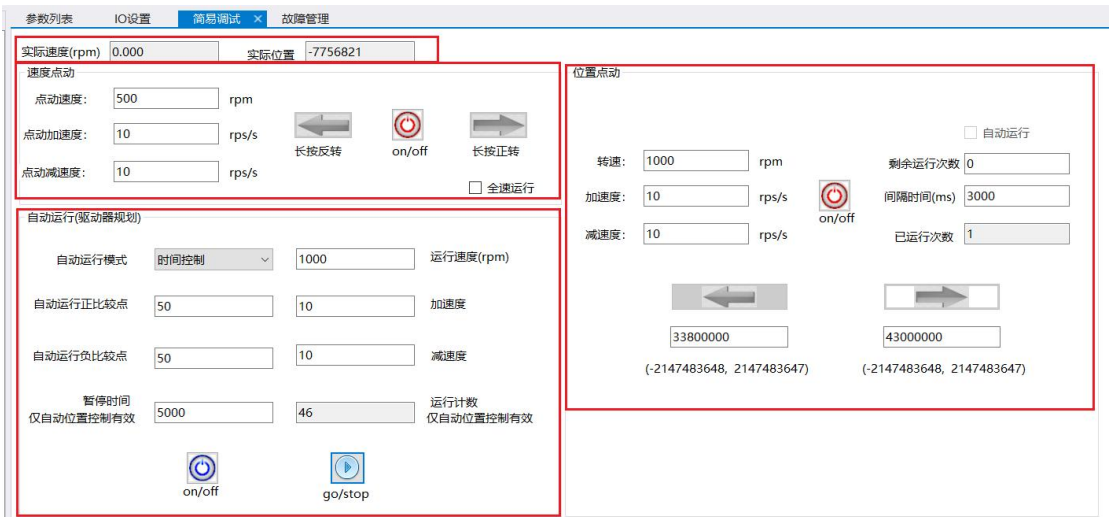 参数列表 IO设置 简易调试 × 故障管理
实际速度(rpm) 0.000 实际位置 -7756821
速度点动
点动速度: 500 rpm
点动加速度: 10 rps/s
长按反转 on/off 长按正转
点动减速度: 10 rps/s
全速运行
自动运行(驱动器规划)
自动运行模式 时间控制 1000 运行速度(rpm)
自动运行正比较点 50 10 加速度
自动运行负比较点 50 10 减速度
暂停时间
仅自动位置控制有效 5000 46 运行计数
仅自动位置控制有效
on/off go/stop
位置点动
自动运行
转速: 1000 rpm 剩余运行次数 0
加速度: 10 rps/s on/off 间隔时间(ms) 3000
减速度: 10 rps/s 已运行次数 1
33800000 43000000
(-2147483648, 2147483647) (-2147483648, 2147483647)